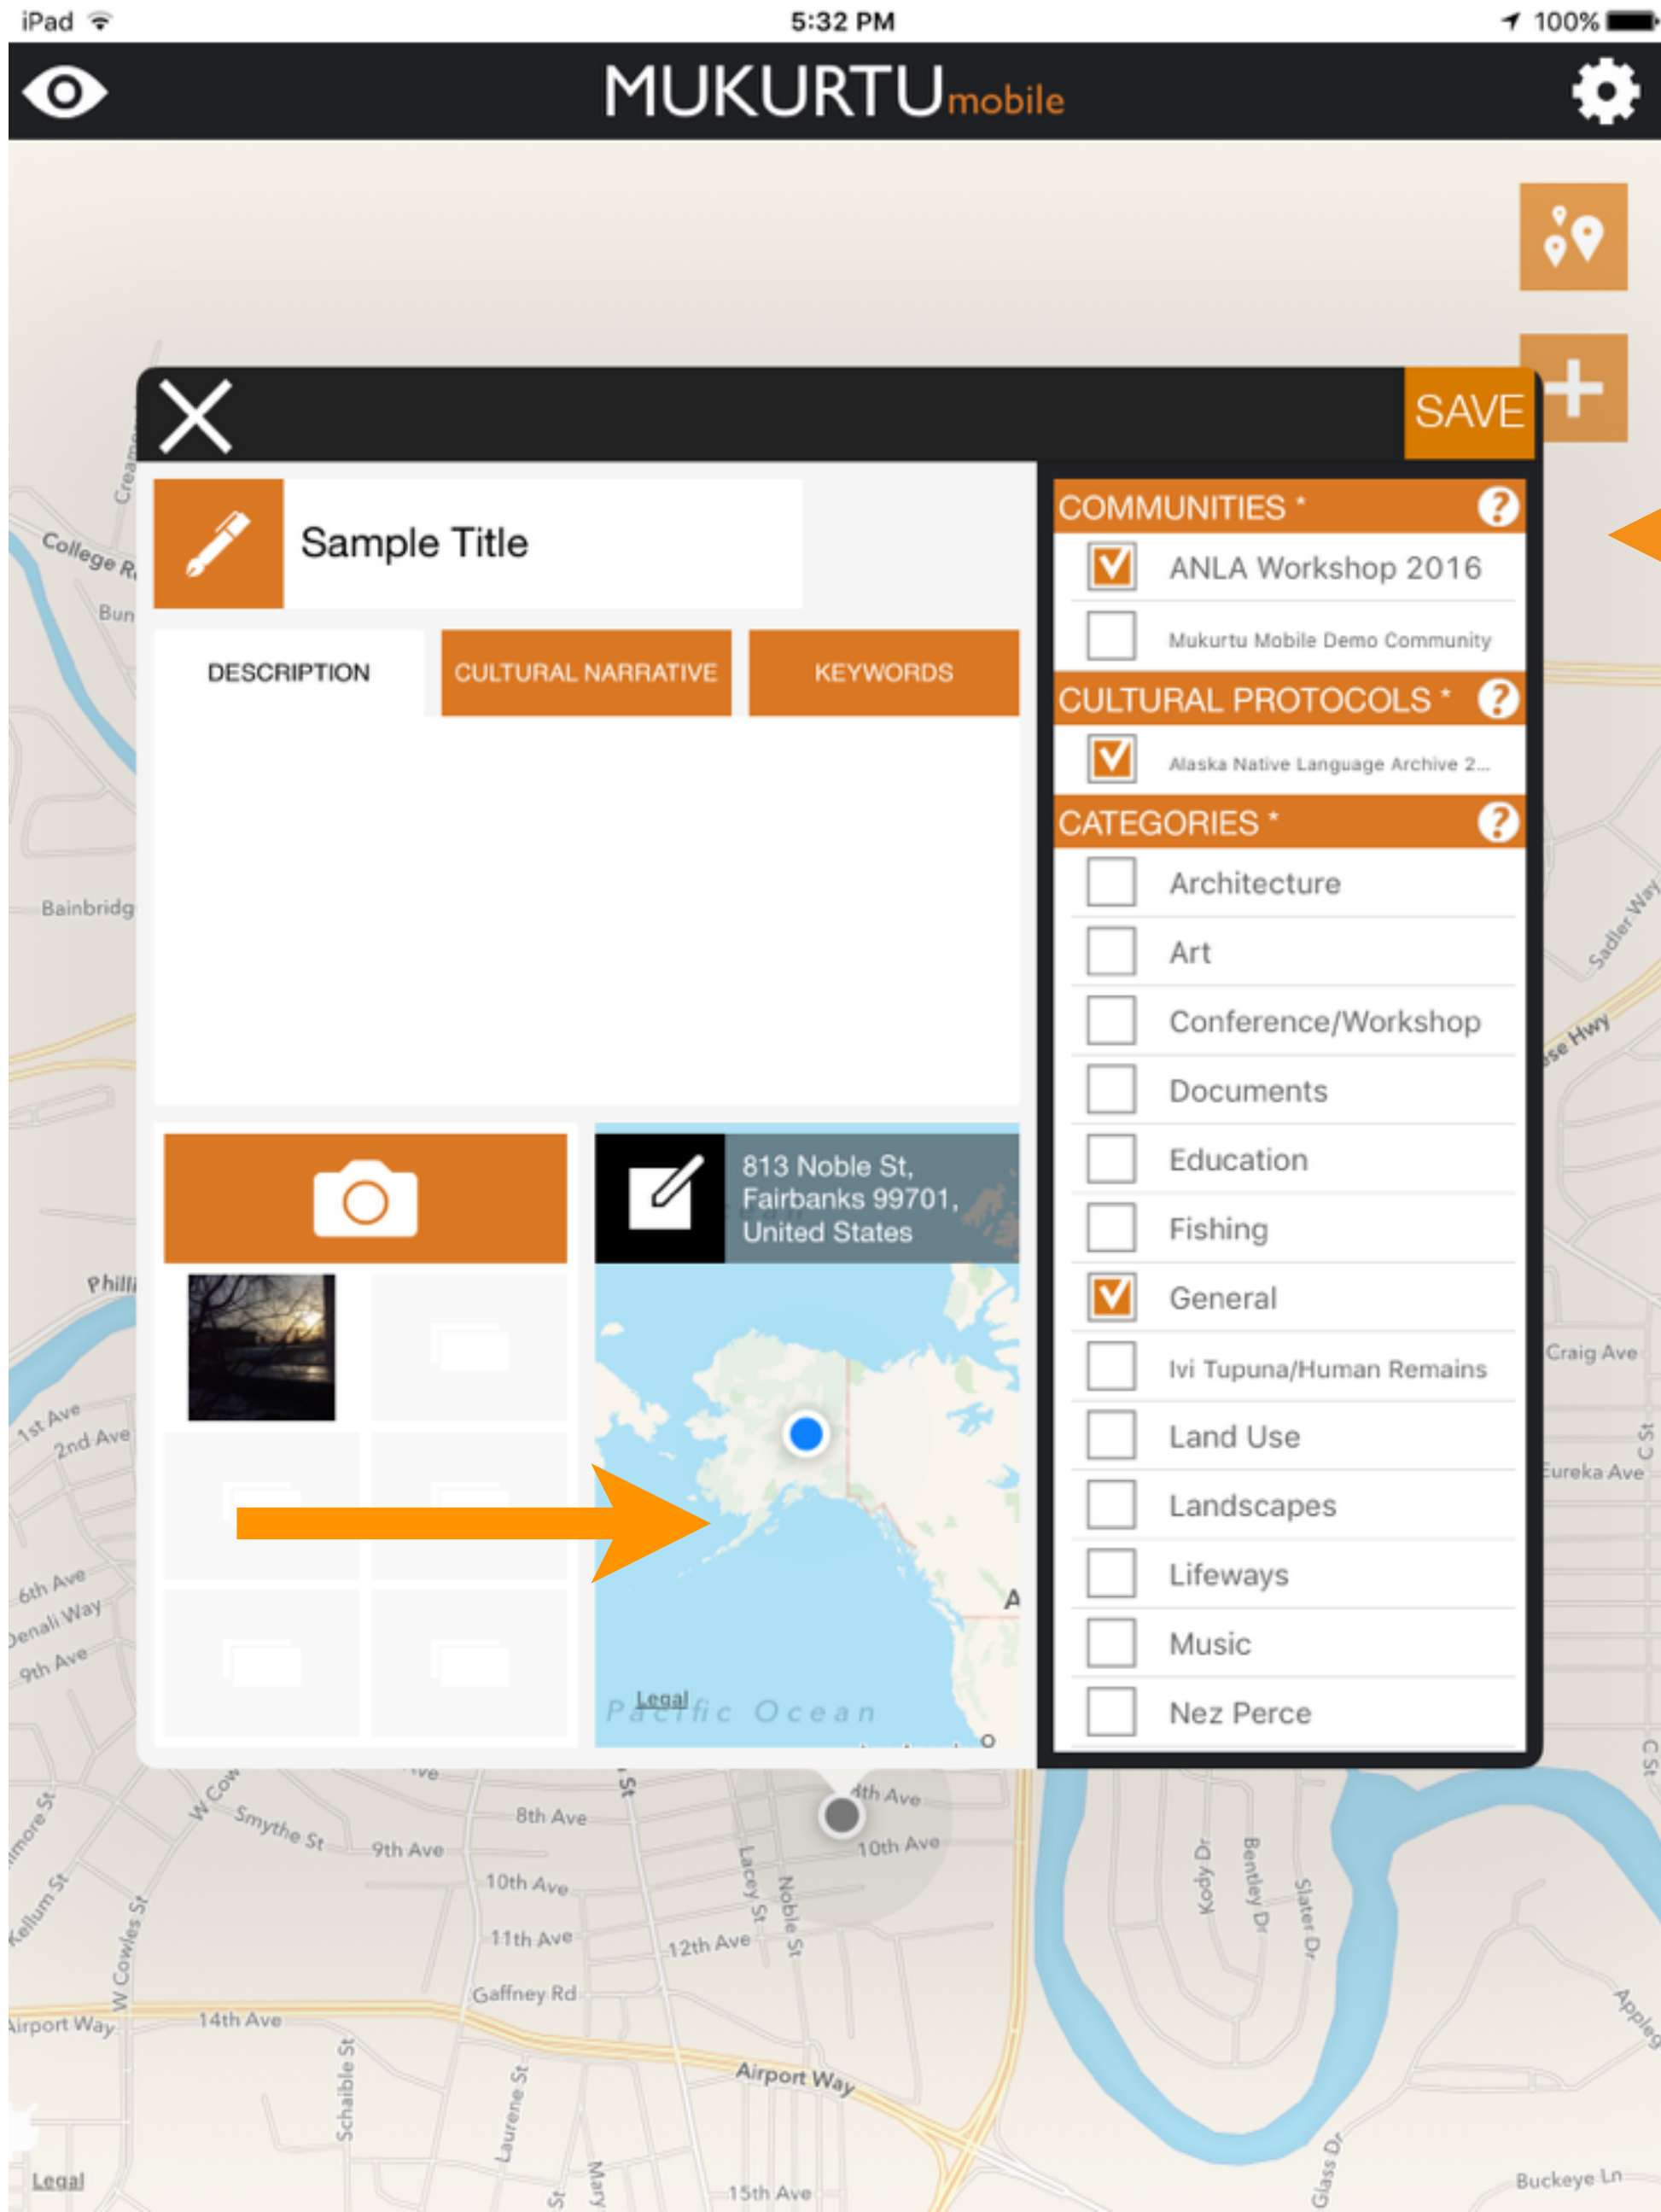 iPad
5:32 PM
100%
MUKURTU mobile
SAVE
Sample Title
DESCRIPTION
CULTURAL NARRATIVE
KEYWORDS
COMMUNITIES *
?
ANLA Workshop 2016
Mukurtu Mobile Demo Community
CULTURAL PROTOCOLS *
?
Alaska Native Language Archive 2...
CATEGORIES *
?
Architecture
Art
Conference/Workshop
Documents
Education
Fishing
General
Ivi Tupuna/Human Remains
Land Use
Landscapes
Lifeways
Music
Nez Perce
813 Noble St,
Fairbanks 99701,
United States
Legal
Pacific Ocean
College
Sadler Way
Hwy
Craig Ave
C St
Eureka Ave
C St
1st Ave
2nd Ave
6th Ave
Denali Way
9th Ave
W Cow
Smythe St
9th Ave
8th Ave
10th Ave
11th Ave
12th Ave
Lacey St
Noble St
10th Ave
Kellum St
W Cowles St
Gaffney Rd
Airport Way
14th Ave
Schaible St
Laurene St
Airport Way
Mary
St
15th Ave
Kody Dr
Bentley Dr
Slater Dr
Glass Dr
Buckeye Ln
Legal